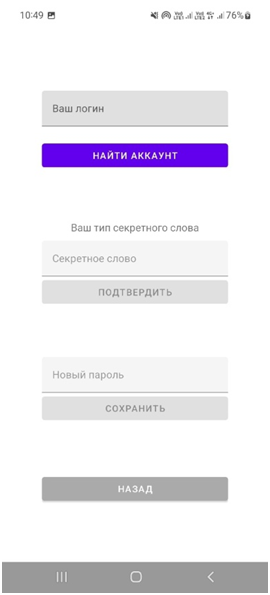 10:49 76%
Ваш логин
НАЙТИ АККАУНТ
Ваш тип секретного слова
Секретное слово
ПОДТВЕРДИТЬ
Новый пароль
СОХРАНИТЬ
НАЗАД